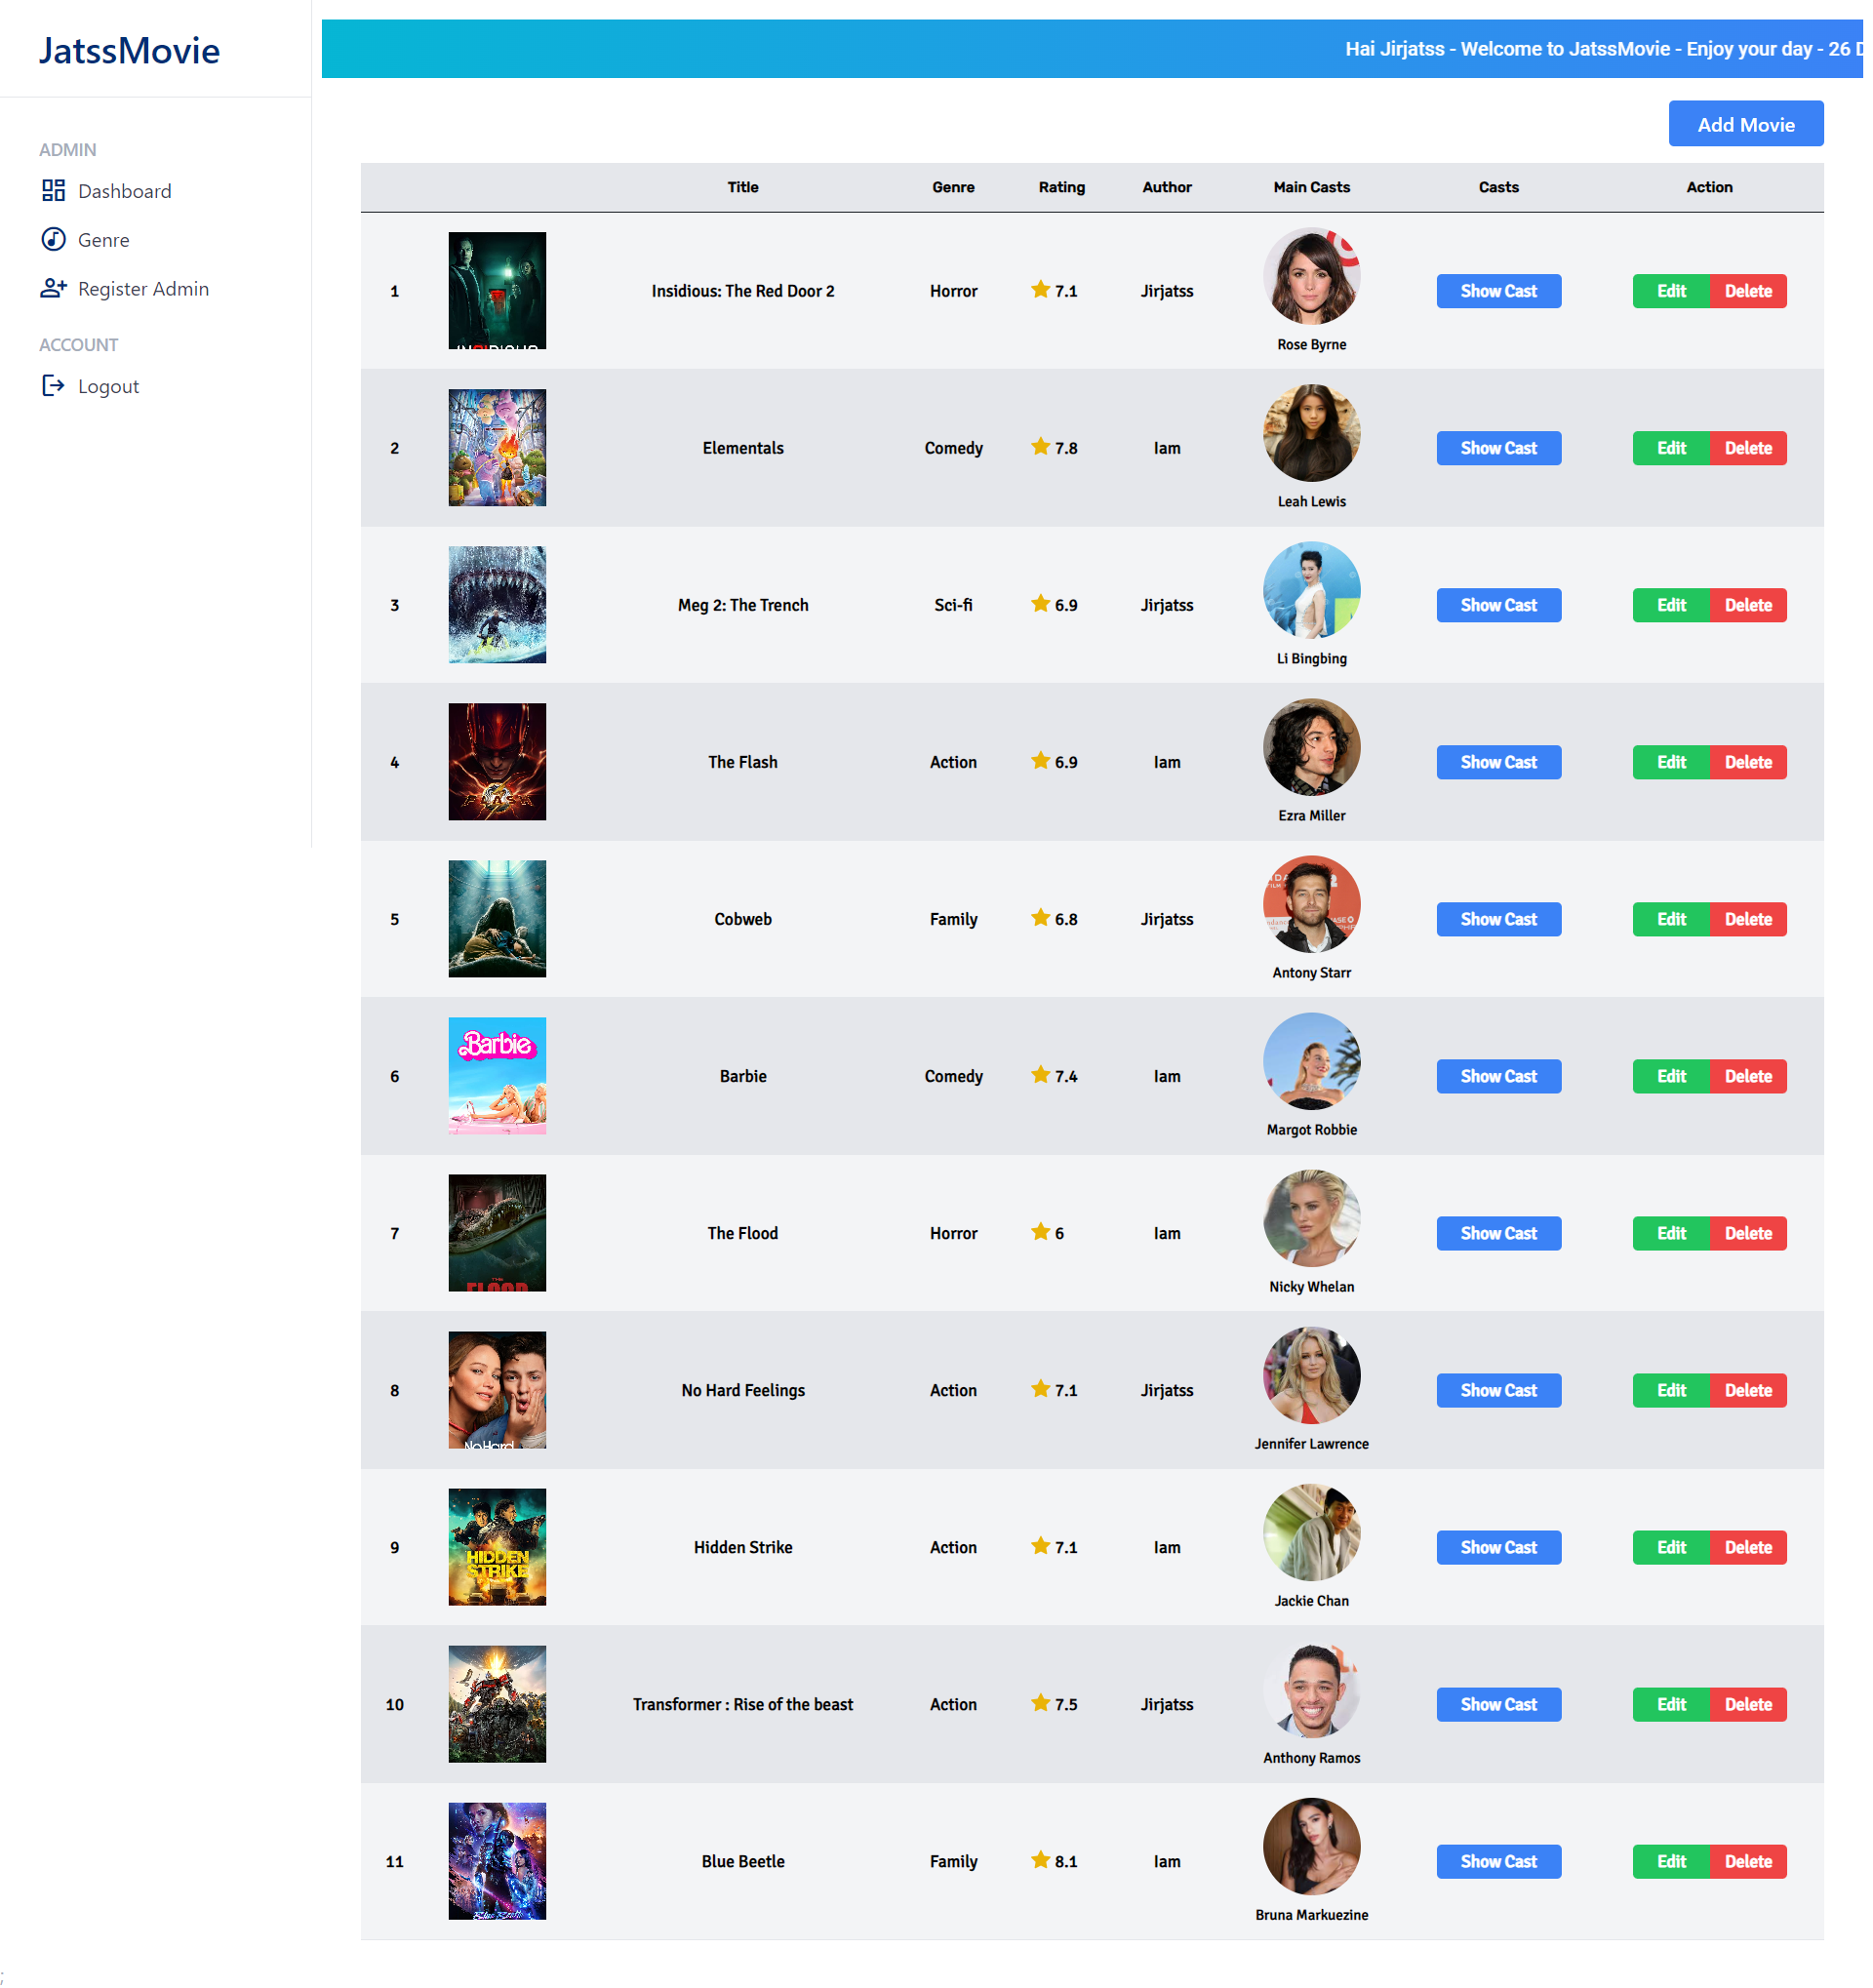 JatssMovie
Hai Jirjatss - Welcome to JatssMovie - Enjoy your day - 26 D
ADMIN
Dashboard
Genre
Register Admin
ACCOUNT
Logout
Add Movie
Title Genre Rating Author Main Casts Casts Action
1 Insidious: The Red Door 2 Horror 7.1 Jirjatss Show Cast Edit Delete
Rose Byrne
2 Elementals Comedy 7.8 Iam Show Cast Edit Delete
Leah Lewis
3 Meg 2: The Trench Sci-fi 6.9 Jirjatss Show Cast Edit Delete
Li Bingbing
4 The Flash Action 6.9 Iam Show Cast Edit Delete
Ezra Miller
5 Cobweb Family 6.8 Jirjatss Show Cast Edit Delete
Antony Starr
Barbie
6 Barbie Comedy 7.4 Iam Show Cast Edit Delete
Margot Robbie
7 The Flood Horror 6 Iam Show Cast Edit Delete
THE
FLOOD
Nicky Whelan
8 No Hard Feelings Action 7.1 Jirjatss Show Cast Edit Delete
No Hard
Jennifer Lawrence
9 Hidden Strike Action 7.1 Iam Show Cast Edit Delete
HIDDEN
STRIKE
Jackie Chan
10 Transformer : Rise of the beast Action 7.5 Jirjatss Show Cast Edit Delete
Anthony Ramos
11 Blue Beetle Family 8.1 Iam Show Cast Edit Delete
Blue Beetle
Bruna Markuezine
;